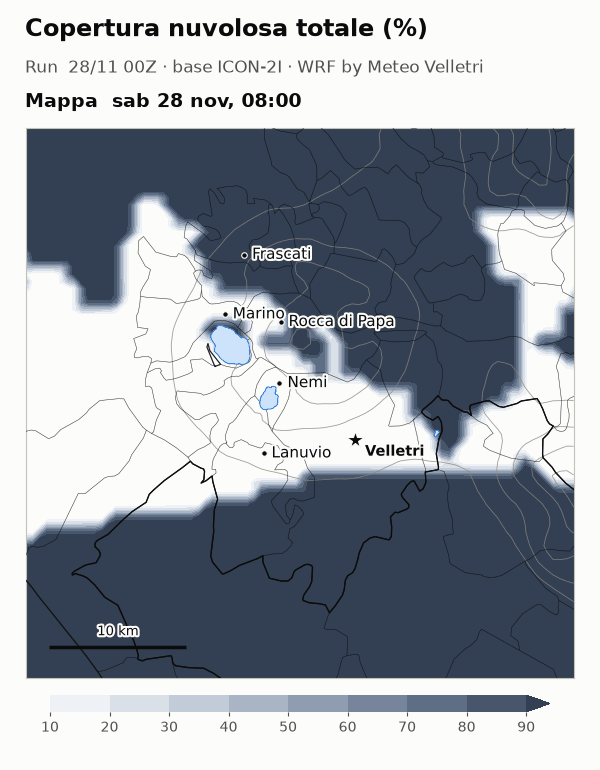 Copertura nuvolosa totale (%)
Run  28/11 00Z · base ICON-2I · WRF by Meteo Velletri
Mappa  sab 28 nov, 08:00
Frascati
Marino
Rocca di Papa
Nemi
Velletri
Lanuvio
10 km
10 20 30 40 50 60 70 80 90